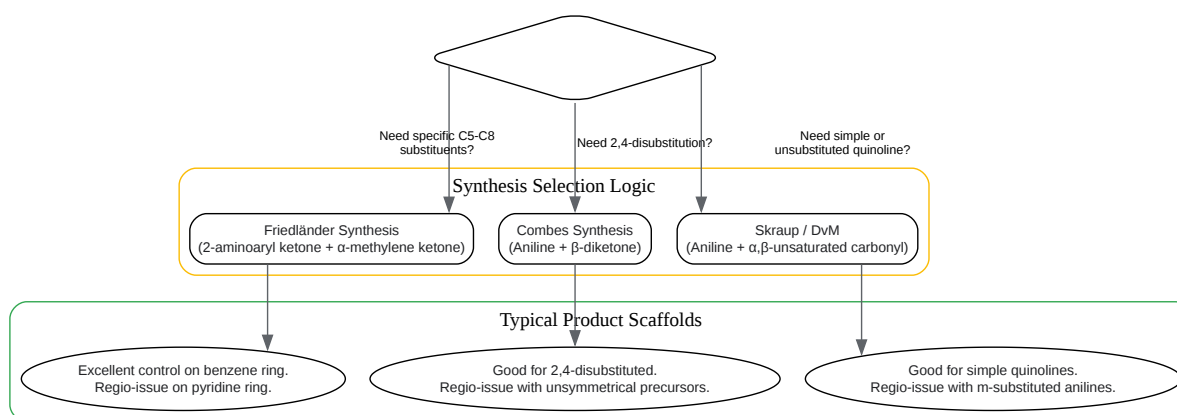 Need specific C5-C8
substituents?
Need 2,4-disubstitution?
Need simple or
unsubstituted quinoline?
Synthesis Selection Logic
Friedländer Synthesis
(2-aminoaryl ketone + α-methylene ketone)
Combes Synthesis
(Aniline + β-diketone)
Skraup / DvM
(Aniline + α,β-unsaturated carbonyl)
Typical Product Scaffolds
Excellent control on benzene ring.
Regio-issue on pyridine ring.
Good for 2,4-disubstituted.
Regio-issue with unsymmetrical precursors.
Good for simple quinolines.
Regio-issue with m-substituted anilines.